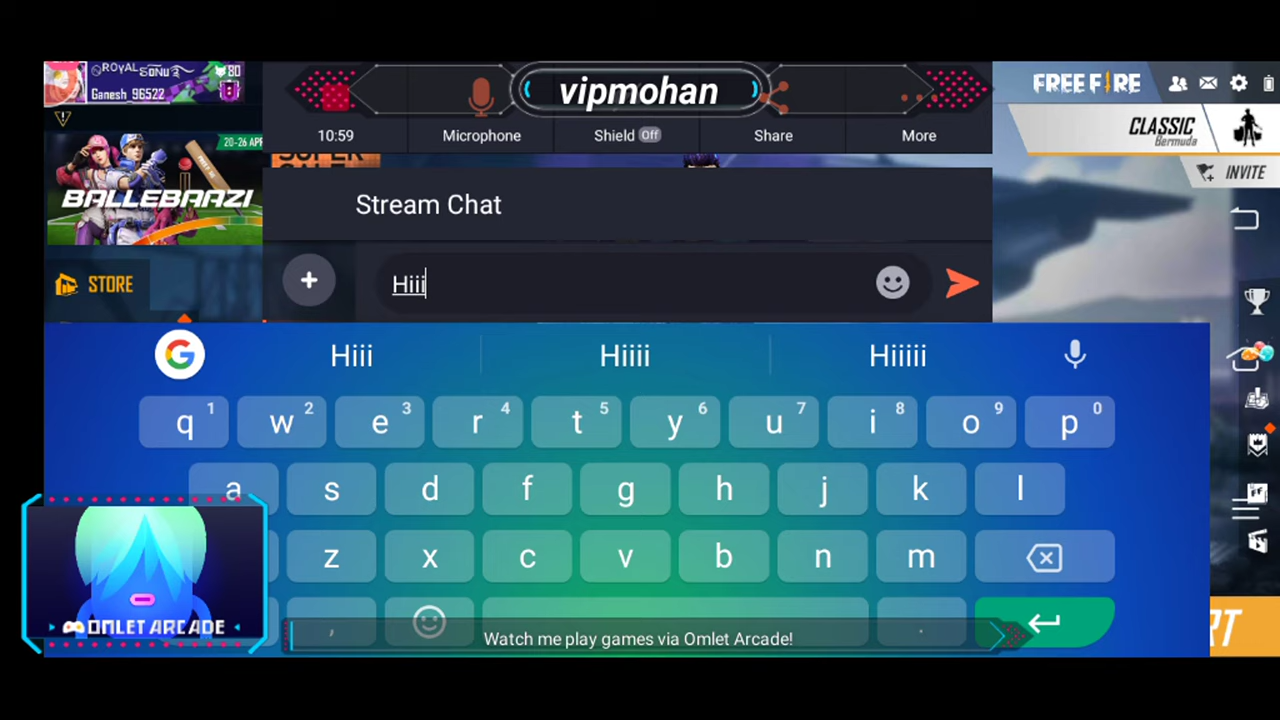 ROYAL SONU
80
Ganesh 96522
20-26 APR
BALLEBAAZI
STORE
vipmohan
10:59
Microphone
Shield Off
Share
More
Stream Chat
Hiii
FREE FIRE
CLASSIC
Bermuda
INVITE
G
Hiii Hiiii Hiiiii
q 1 w 2 e 3 r 4 t 5 y 6 u 7 i 8 o 9 p 0
a s d f g h j k l
z x c v b n m
, .
OMLET ARCADE
Watch me play games via Omlet Arcade!
RT